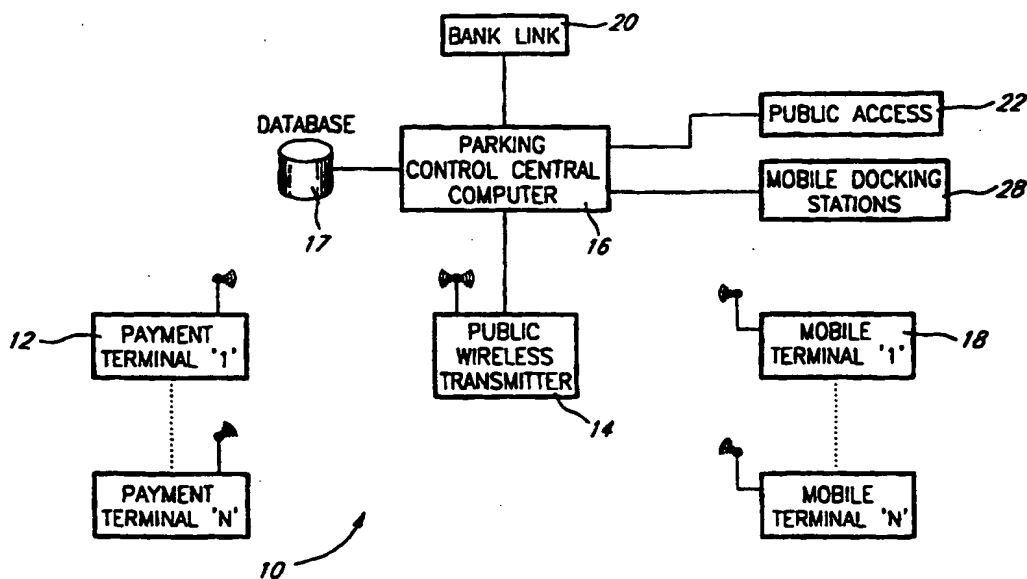 BANK LINK
20
DATABASE
17
PARKING
CONTROL CENTRAL
COMPUTER
16
PUBLIC ACCESS
22
MOBILE DOCKING
STATIONS
28
12
PAYMENT
TERMINAL '1'
PUBLIC
WIRELESS
TRANSMITTER
14
MOBILE
TERMINAL '1'
18
PAYMENT
TERMINAL 'N'
MOBILE
TERMINAL 'N'
10